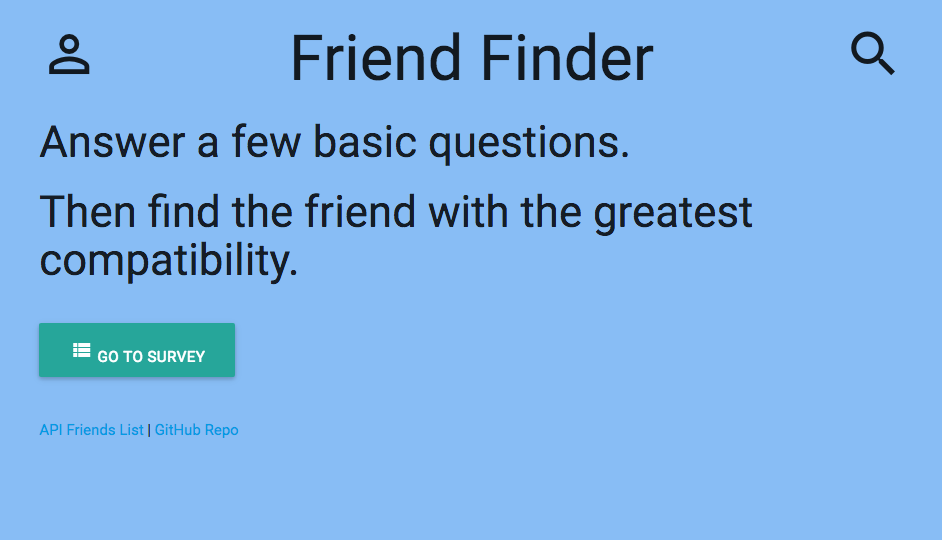 Friend Finder
Answer a few basic questions.
Then find the friend with the greatest
compatibility.
GO TO SURVEY
API Friends List | GitHub Repo